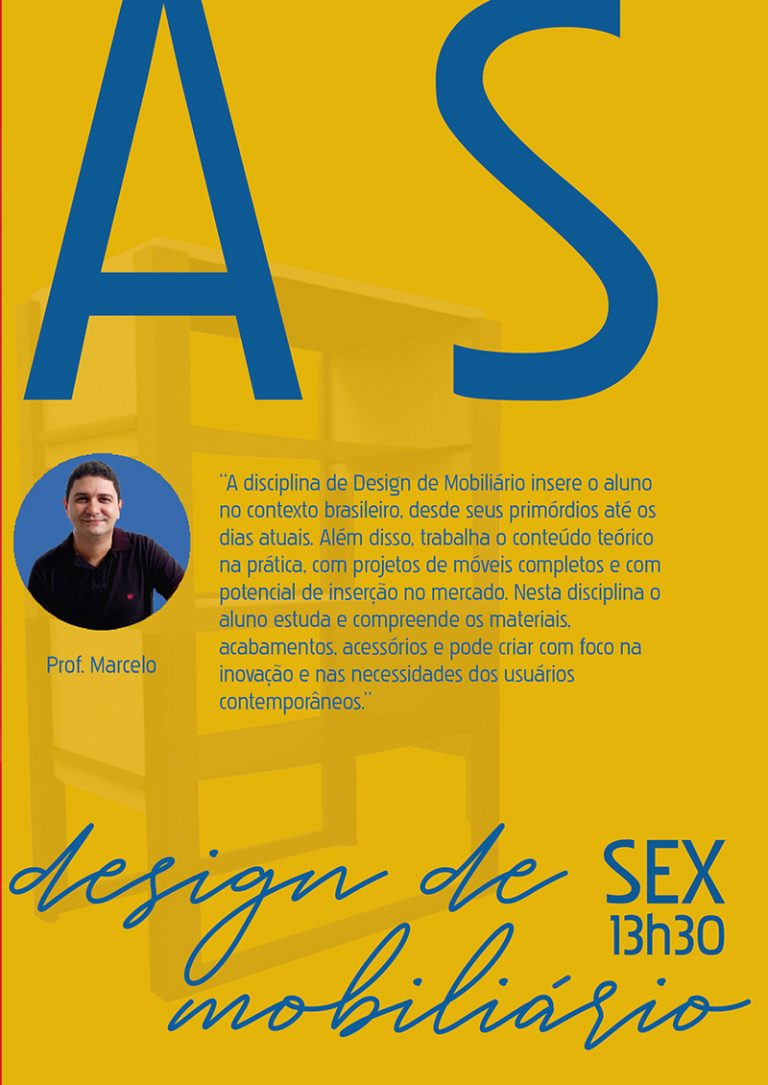 AS
"A disciplina de Design de Mobiliário insere o aluno
no contexto brasileiro, desde seus primórdios até os
dias atuais. Além disso, trabalha o conteúdo teórico
na prática, com projetos de móveis completos e com
potencial de inserção no mercado. Nesta disciplina o
aluno estuda e compreende os materiais,
acabamentos, acessórios e pode criar com foco na
inovação e nas necessidades dos usuários
contemporâneos."
Prof. Marcelo
design de
mobiliário
SEX
13h30